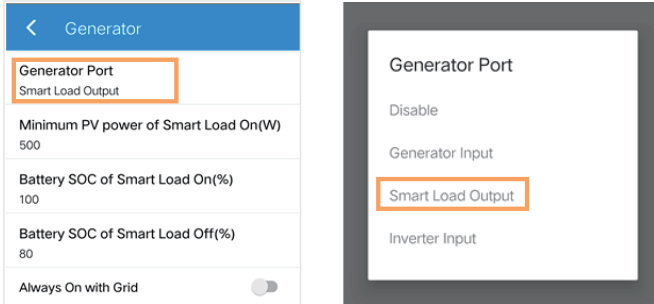 Generator
Generator Port
Smart Load Output
Minimum PV power of Smart Load On(W)
500
Battery SOC of Smart Load On(%)
100
Battery SOC of Smart Load Off(%)
80
Always On with Grid
Generator Port
Disable
Generator Input
Smart Load Output
Inverter Input